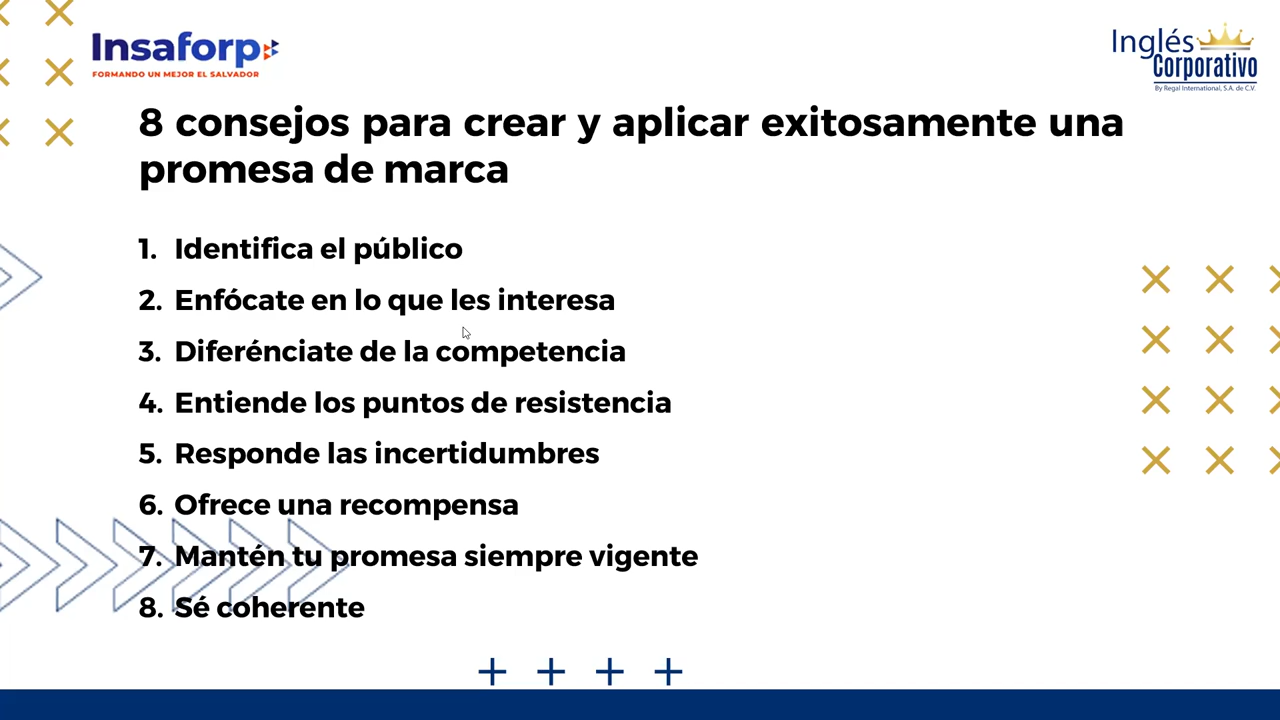 Insaforp
FORMANDO UN MEJOR EL SALVADOR
Inglés
Corporativo
By Regal International, S.A. de C.V.
8 consejos para crear y aplicar exitosamente una
promesa de marca
1. Identifica el público
2. Enfócate en lo que les interesa
3. Diferénciate de la competencia
4. Entiende los puntos de resistencia
5. Responde las incertidumbres
6. Ofrece una recompensa
7. Mantén tu promesa siempre vigente
8. Sé coherente